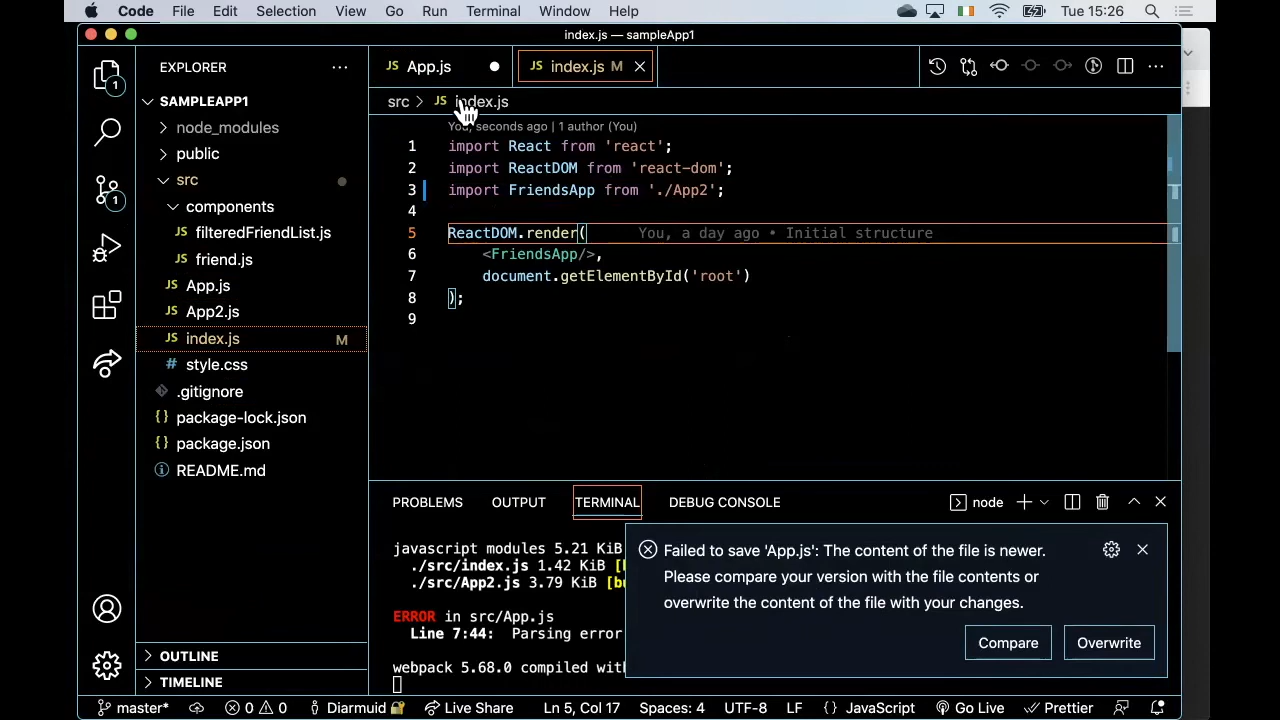 Code File Edit Selection View Go Run Terminal Window Help Tue 15:26
index.js — sampleApp1
EXPLORER
App.js
index.js M
SAMPLEAPP1
src > JS index.js
node_modules
You, seconds ago | 1 author (You)
public
1 import React from 'react';
2 import ReactDOM from 'react-dom';
3 import FriendsApp from './App2';
4
5 ReactDOM.render( You, a day ago • Initial structure
6 <FriendsApp/>,
7 document.getElementById('root')
8 );
9
src
components
JS filteredFriendList.js
JS friend.js
JS App.js
JS App2.js
JS index.js M
# style.css
.gitignore
{} package-lock.json
{} package.json
README.md
OUTLINE
TIMELINE
PROBLEMS OUTPUT TERMINAL DEBUG CONSOLE node
javascript modules 5.21 KiB
./src/index.js 1.42 KiB [
./src/App2.js 3.79 KiB [bu
ERROR in src/App.js
Line 7:44: Parsing error
webpack 5.68.0 compiled wit
Failed to save 'App.js': The content of the file is newer.
Please compare your version with the file contents or
overwrite the content of the file with your changes.
Compare Overwrite
master* 0 0 Diarmuid Live Share Ln 5, Col 17 Spaces: 4 UTF-8 LF {} JavaScript Go Live Prettier